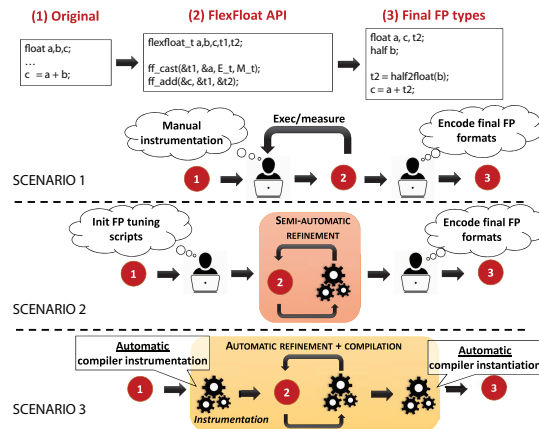 (1) Original
(2) FlexFloat API
(3) Final FP types
float a,b,c;
…
c = a + b;
flexfloat_t a,b,c,t1,t2;
ff_cast(&t1, &a, E_t, M_t);
ff_add(&c, &t1, &t2);
float a, c, t2;
half b;
t2 = half2float(b);
c = a + t2;
Manual
instrumentation
Exec/measure
Encode final FP
formats
SCENARIO 1
1
2
3
Init FP tuning
scripts
SEMI-AUTOMATIC
REFINEMENT
Encode final FP
formats
1
2
3
SCENARIO 2
Automatic
compiler instrumentation
AUTOMATIC REFINEMENT + COMPILATION
Automatic
compiler instantiation
1
2
3
Instrumentation
SCENARIO 3